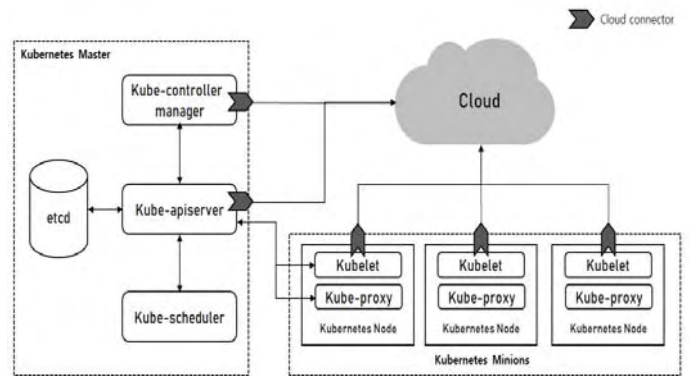 Cloud connector
Kubernetes Master
Kube-controller
manager
Cloud
etcd
Kube-apiserver
Kube-scheduler
Kubelet
Kube-proxy
Kubernetes Node
Kubelet
Kube-proxy
Kubernetes Node
Kubelet
Kube-proxy
Kubernetes Node
Kubernetes Minions